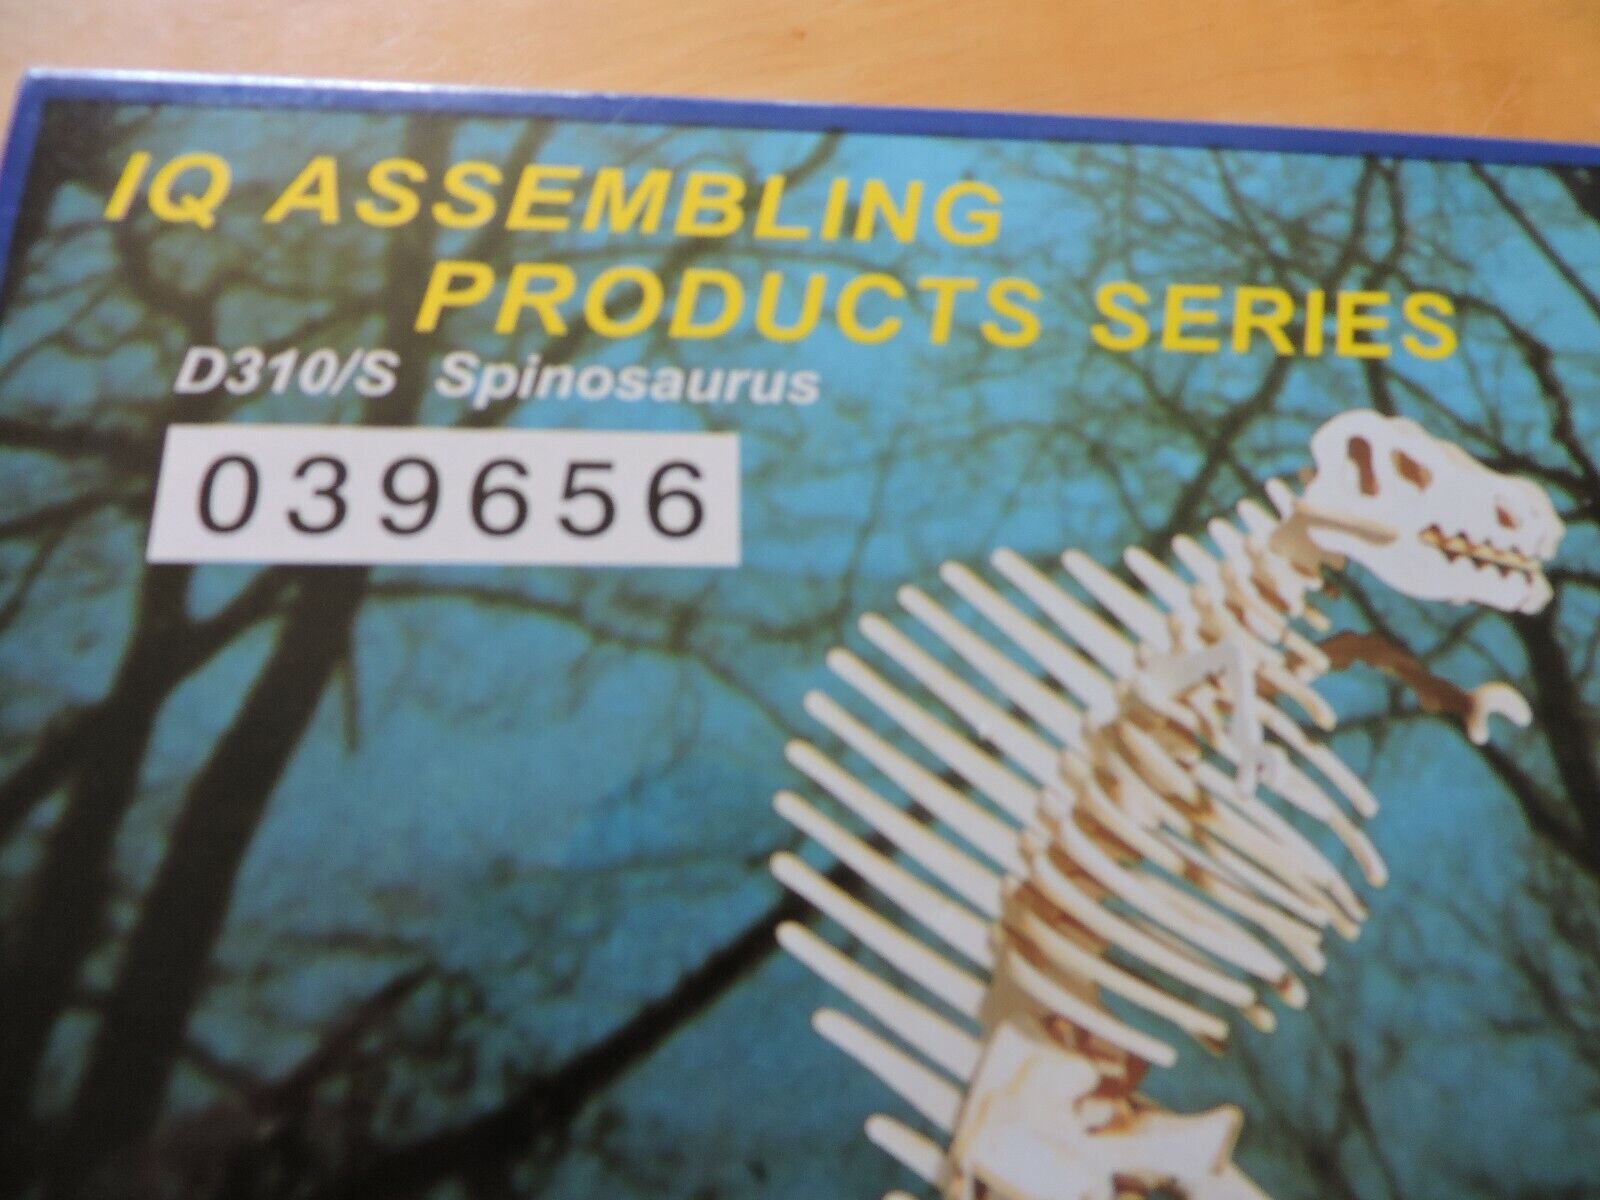 IQ ASSEMBLING
PRODUCTS SERIES
D310/S Spinosaurus
039656